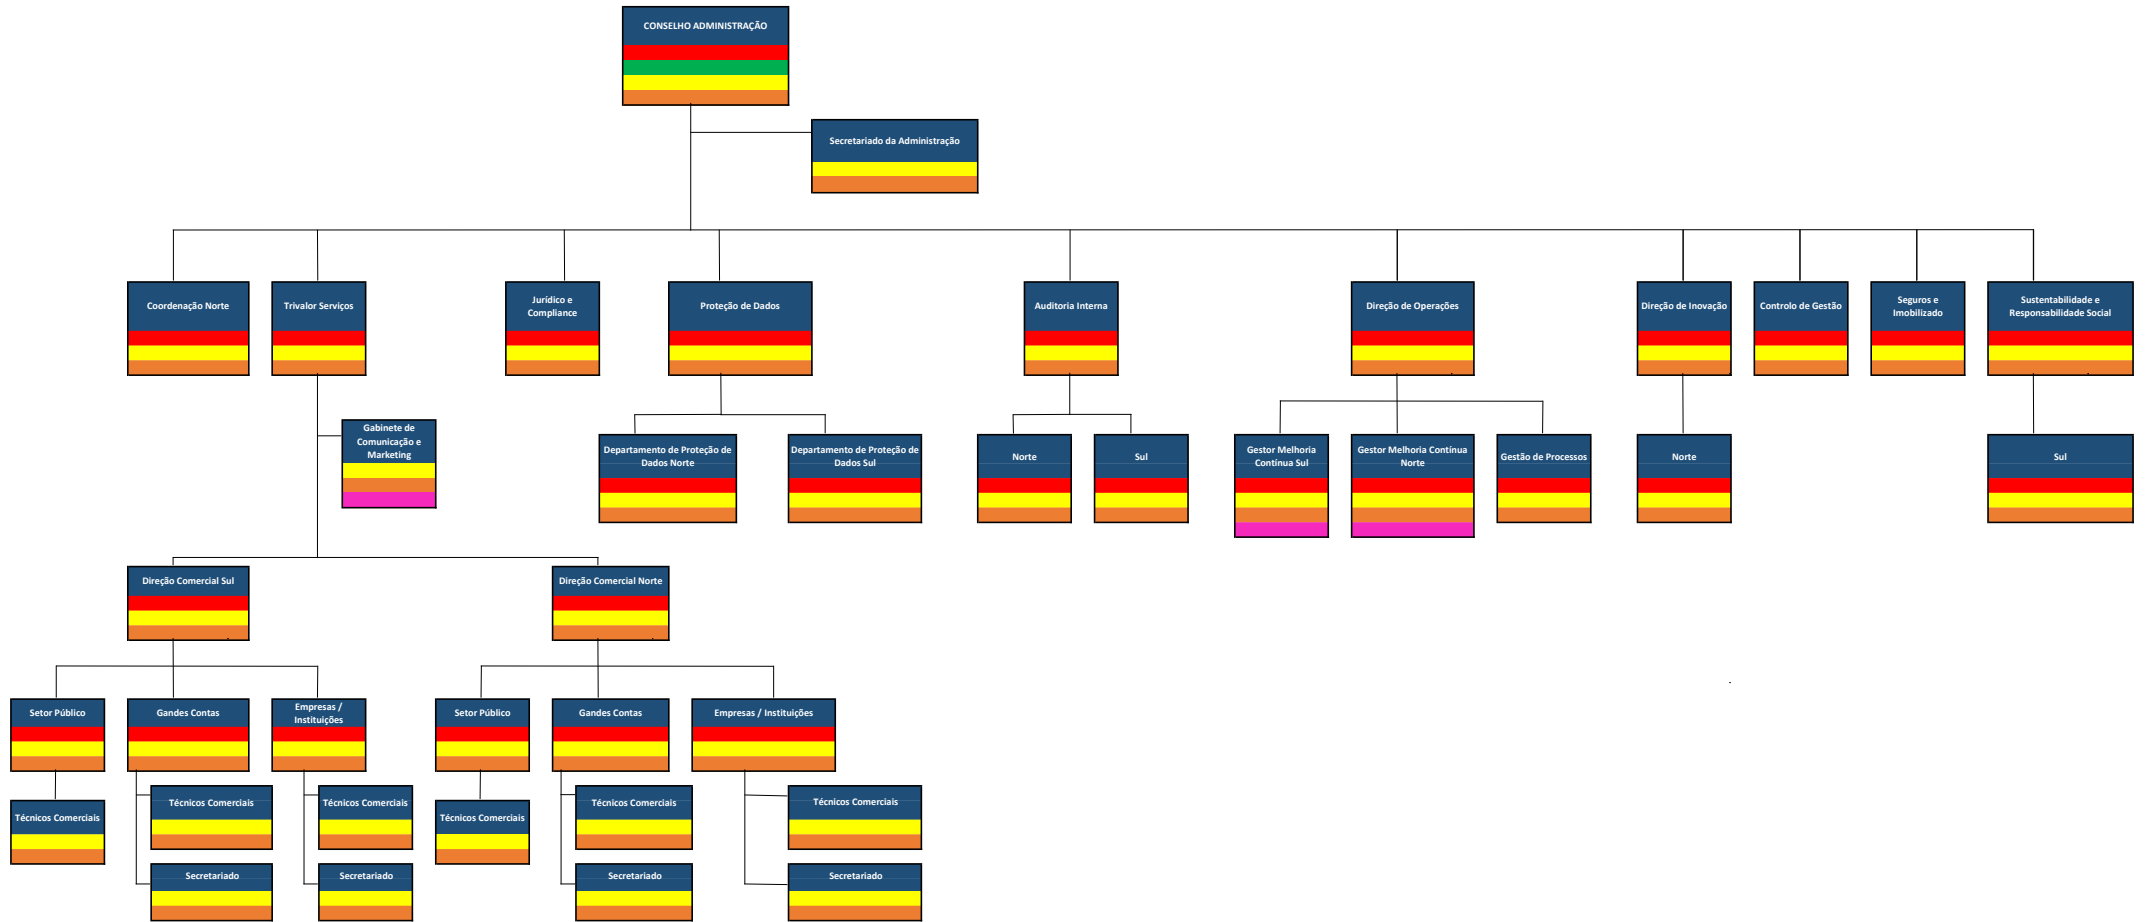 CONSELHO ADMINISTRAÇÃO
Secretariado da Administração
Coordenação Norte
Trivalor Serviços
Jurídico e
Compliance
Proteção de Dados
Auditoria Interna
Direção de Operações
Direção de Inovação
Controlo de Gestão
Seguros e
Imobilizado
Sustentabilidade e
Responsabilidade Social
Gabinete de
Comunicação e
Marketing
Departamento de Proteção de
Dados Norte
Departamento de Proteção de
Dados Sul
Norte
Sul
Gestor Melhoria
Contínua Sul
Gestor Melhoria Contínua
Norte
Gestão de Processos
Norte
Sul
Direção Comercial Sul
Direção Comercial Norte
Setor Público
Gandes Contas
Empresas /
Instituições
Setor Público
Gandes Contas
Empresas / Instituições
Técnicos Comerciais
Técnicos Comerciais
Técnicos Comerciais
Técnicos Comerciais
Técnicos Comerciais
Técnicos Comerciais
Secretariado
Secretariado
Secretariado
Secretariado